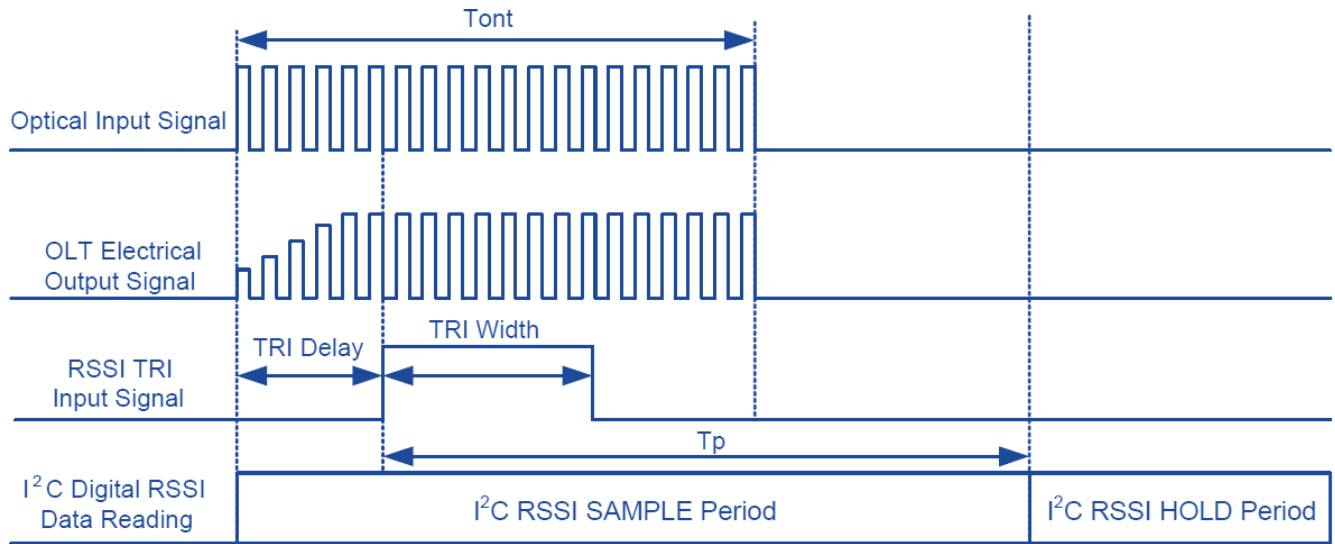 Tont
Optical Input Signal
OLT Electrical
Output Signal
TRI Width
TRI Delay
RSSI TRI
Input Signal
Tp
I²C Digital RSSI
Data Reading
I²C RSSI SAMPLE Period
I²C RSSI HOLD Period